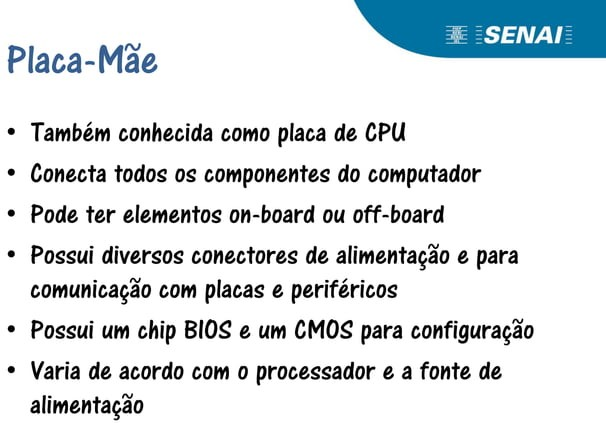 SENAI
Placa-Mãe
• Também conhecida como placa de CPU
• Conecta todos os componentes do computador
• Pode ter elementos on-board ou off-board
• Possui diversos conectores de alimentação e para
comunicação com placas e periféricos
• Possui um chip BIOS e um CMOS para configuração
• Varia de acordo com o processador e a fonte de
alimentação